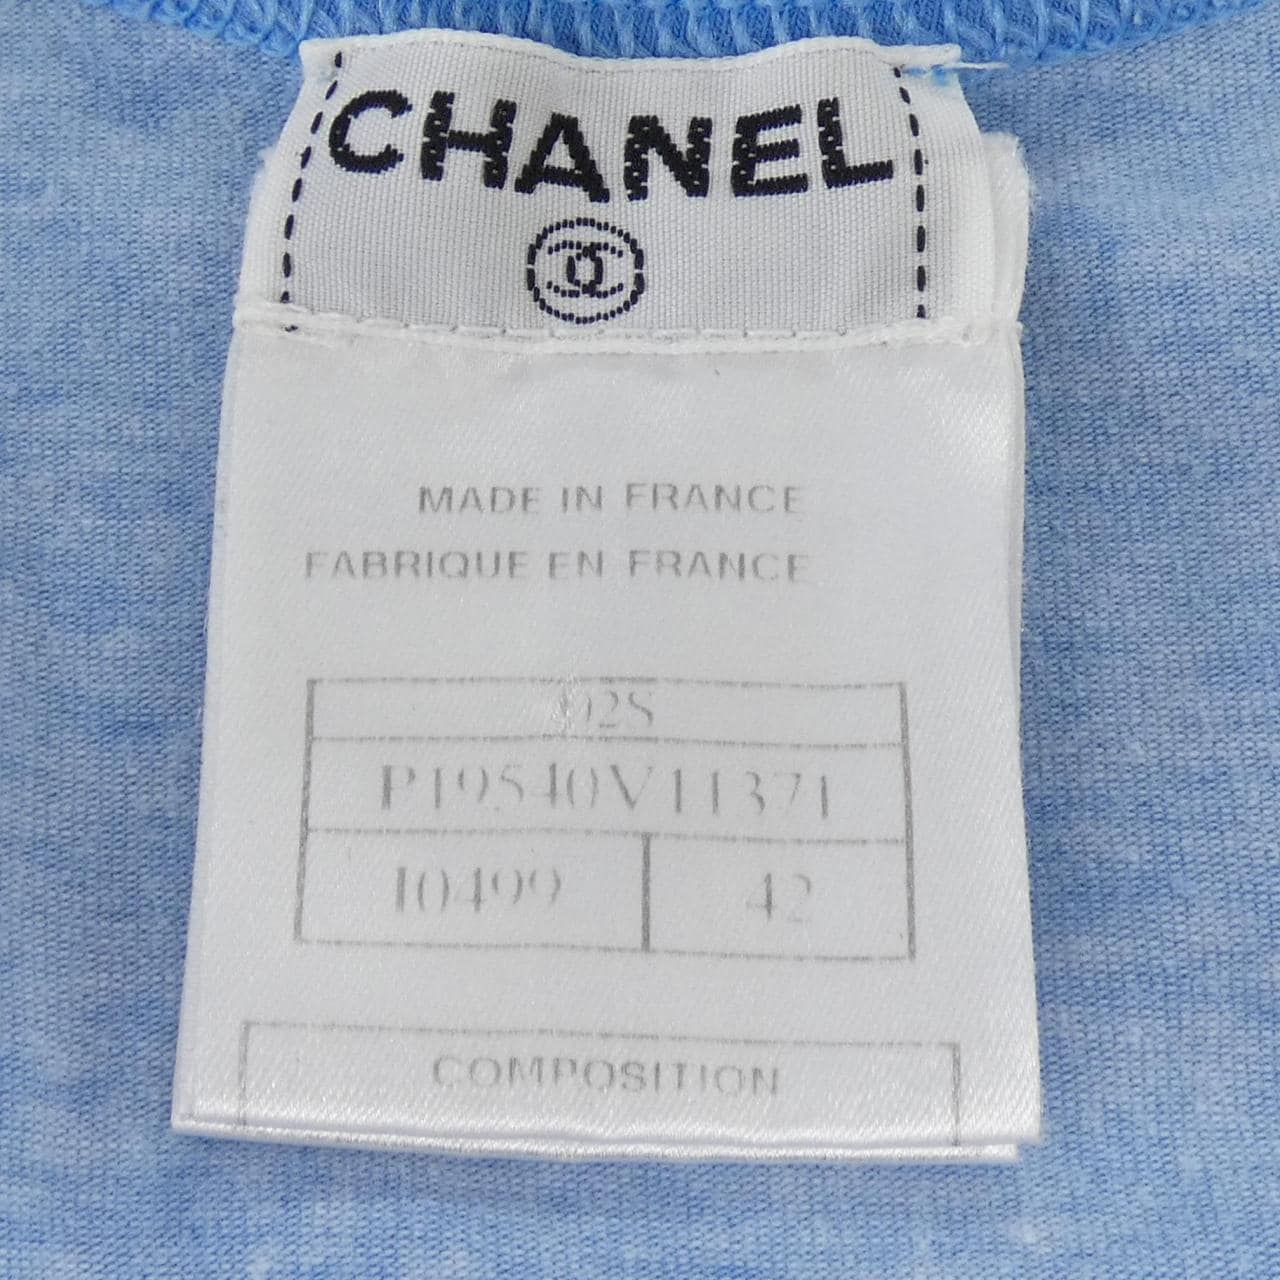 CHANEL
MADE IN FRANCE
FABRIQUE EN FRANCE
02S
P19540V11371
10499 42
COMPOSITION